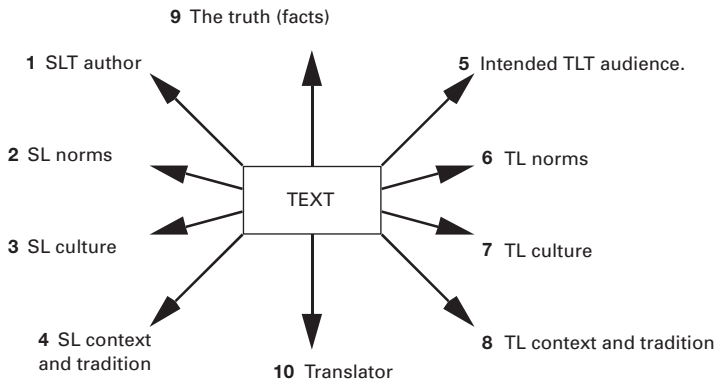 9 The truth (facts)
1 SLT author
5 Intended TLT audience.
2 SL norms
6 TL norms
TEXT
3 SL culture
7 TL culture
4 SL context
and tradition
8 TL context and tradition
10 Translator